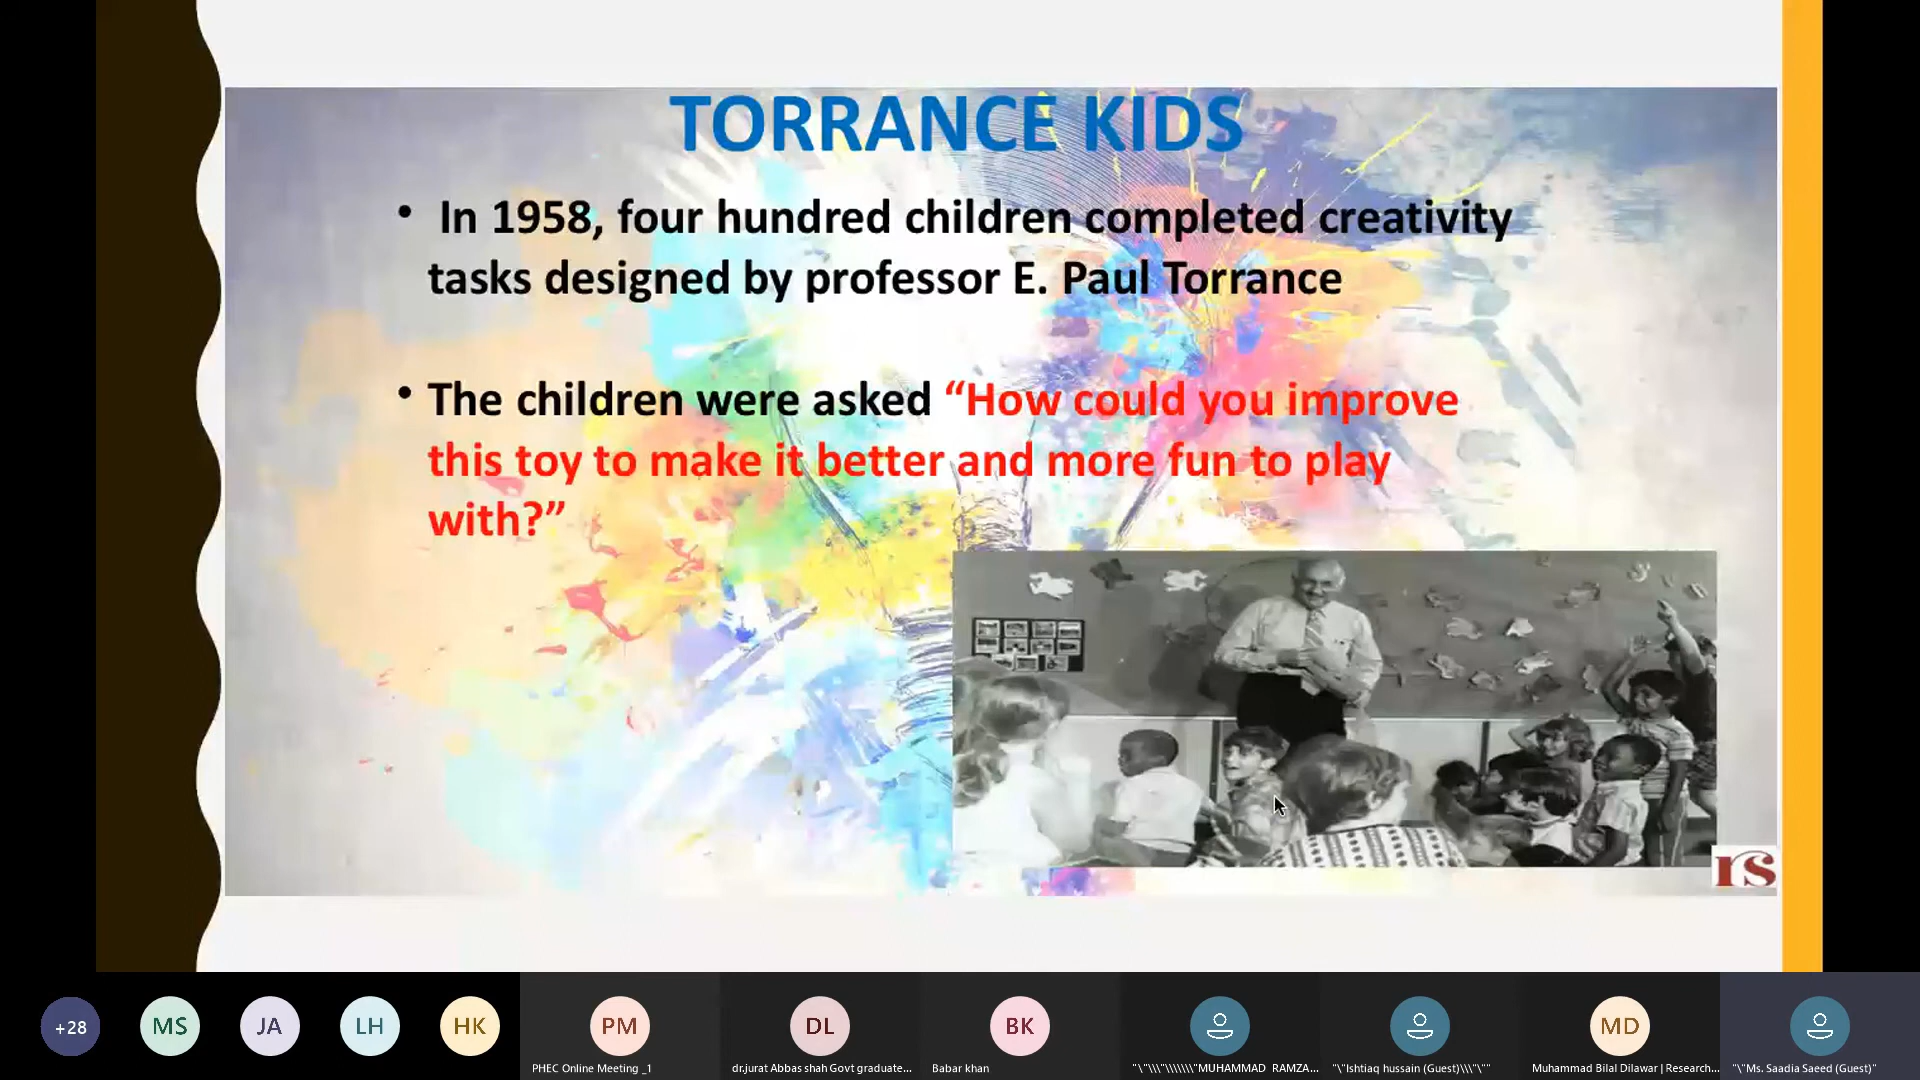 TORRANCE KIDS
• In 1958, four hundred children completed creativity
tasks designed by professor E. Paul Torrance
• The children were asked “How could you improve
this toy to make it better and more fun to play
with?”
rs
+28
MS
JA
LH
HK
PM
DL
BK
MD
PHEC Online Meeting _1
dr.jurat Abbas shah Govt graduate...
Babar khan
"\"\\\"\\\\\\\"MUHAMMAD RAMZA...
"\"Ishtiaq hussain (Guest)\\\"\""
Muhammad Bilal Dilawar | Research...
"\"Ms. Saadia Saeed (Guest)"